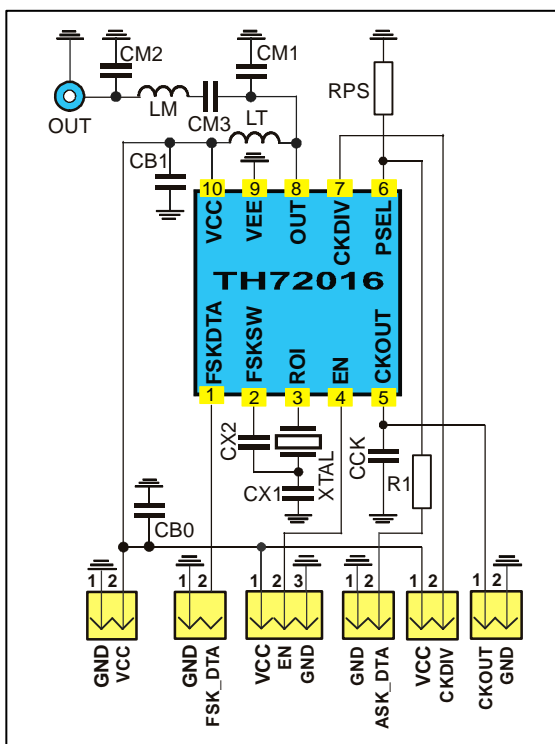 CM2
CM1
RPS
OUT
LM
CM3
LT
CB1
10 9 8 7 6
VCC VEE OUT CKDIV PSEL
TH72016
FSKDTA FSKSW ROI EN CKOUT
1 2 3 4 5
CX2
XTAL
CCK
CX1
R1
CB0
1 2 1 2 1 2 3 1 2 1 2 1 2
GND VCC GND FSK_DTA VCC EN GND GND ASK_DTA VCC CKDIV CKOUT GND